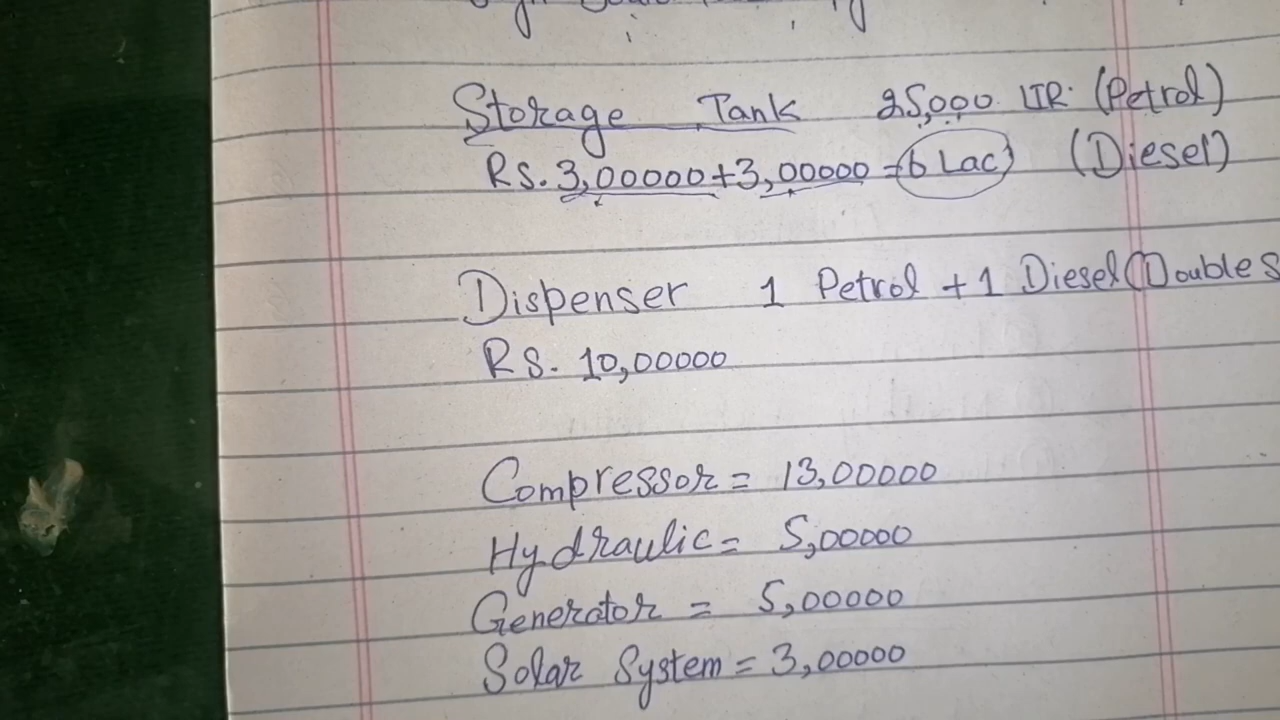 Storage Tank 25,000 LTR. (Petrol)
Rs. 3,00000+3,00000 = 6 Lac (Diesel)
Dispenser 1 Petrol + 1 Diesel (Double S
Rs. 10,00000
Compressor = 13,00000
Hydraulic = 5,00000
Generator = 5,00000
Solar System = 3,00000